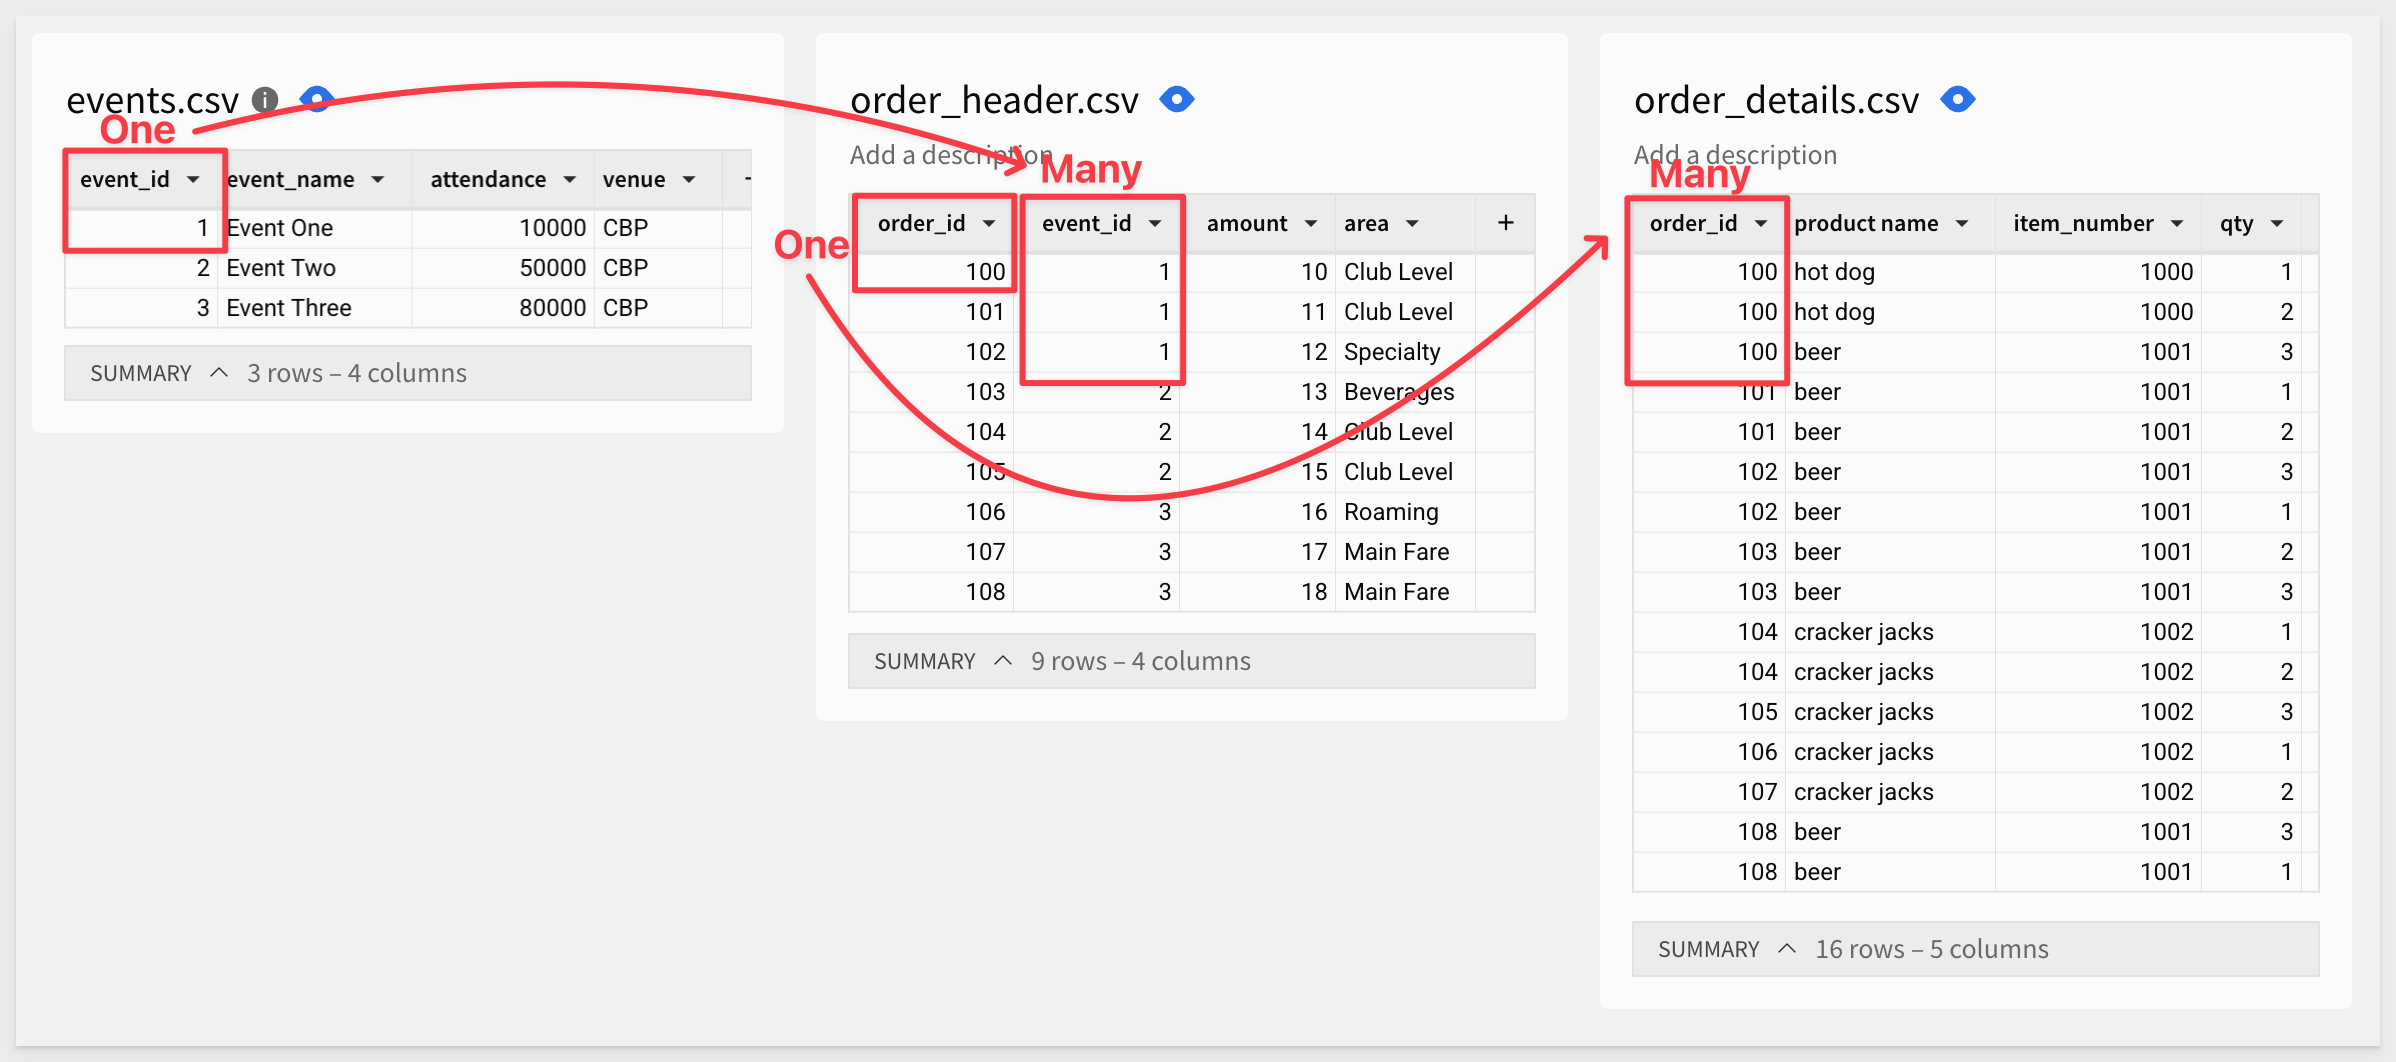 events.csv
One
event_id event_name attendance venue
1 Event One 10000 CBP
2 Event Two 50000 CBP
3 Event Three 80000 CBP
SUMMARY 3 rows – 4 columns
order_header.csv
Add a description
Many
One
order_id event_id amount area +
100 1 10 Club Level
101 1 11 Club Level
102 1 12 Specialty
103 2 13 Beverages
104 2 14 Club Level
105 2 15 Club Level
106 3 16 Roaming
107 3 17 Main Fare
108 3 18 Main Fare
SUMMARY 9 rows – 4 columns
order_details.csv
Add a description
Many
order_id product name item_number qty
100 hot dog 1000 1
100 hot dog 1000 2
100 beer 1001 3
101 beer 1001 1
101 beer 1001 2
102 beer 1001 3
102 beer 1001 1
103 beer 1001 2
103 beer 1001 3
104 cracker jacks 1002 1
104 cracker jacks 1002 2
105 cracker jacks 1002 3
106 cracker jacks 1002 1
107 cracker jacks 1002 2
108 beer 1001 3
108 beer 1001 1
SUMMARY 16 rows – 5 columns